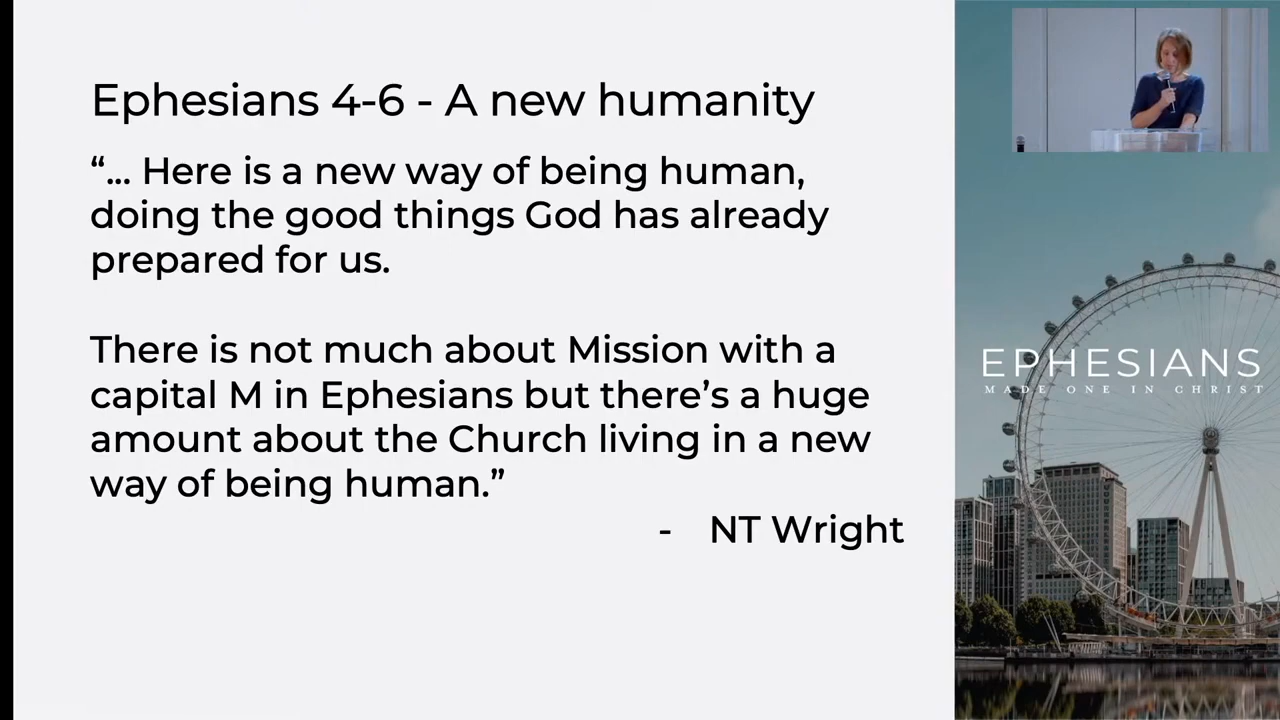 Ephesians 4-6 - A new humanity
“... Here is a new way of being human,
doing the good things God has already
prepared for us.
There is not much about Mission with a
capital M in Ephesians but there’s a huge
amount about the Church living in a new
way of being human.”
- NT Wright
EPHESIANS
MADE ONE IN CHRIST